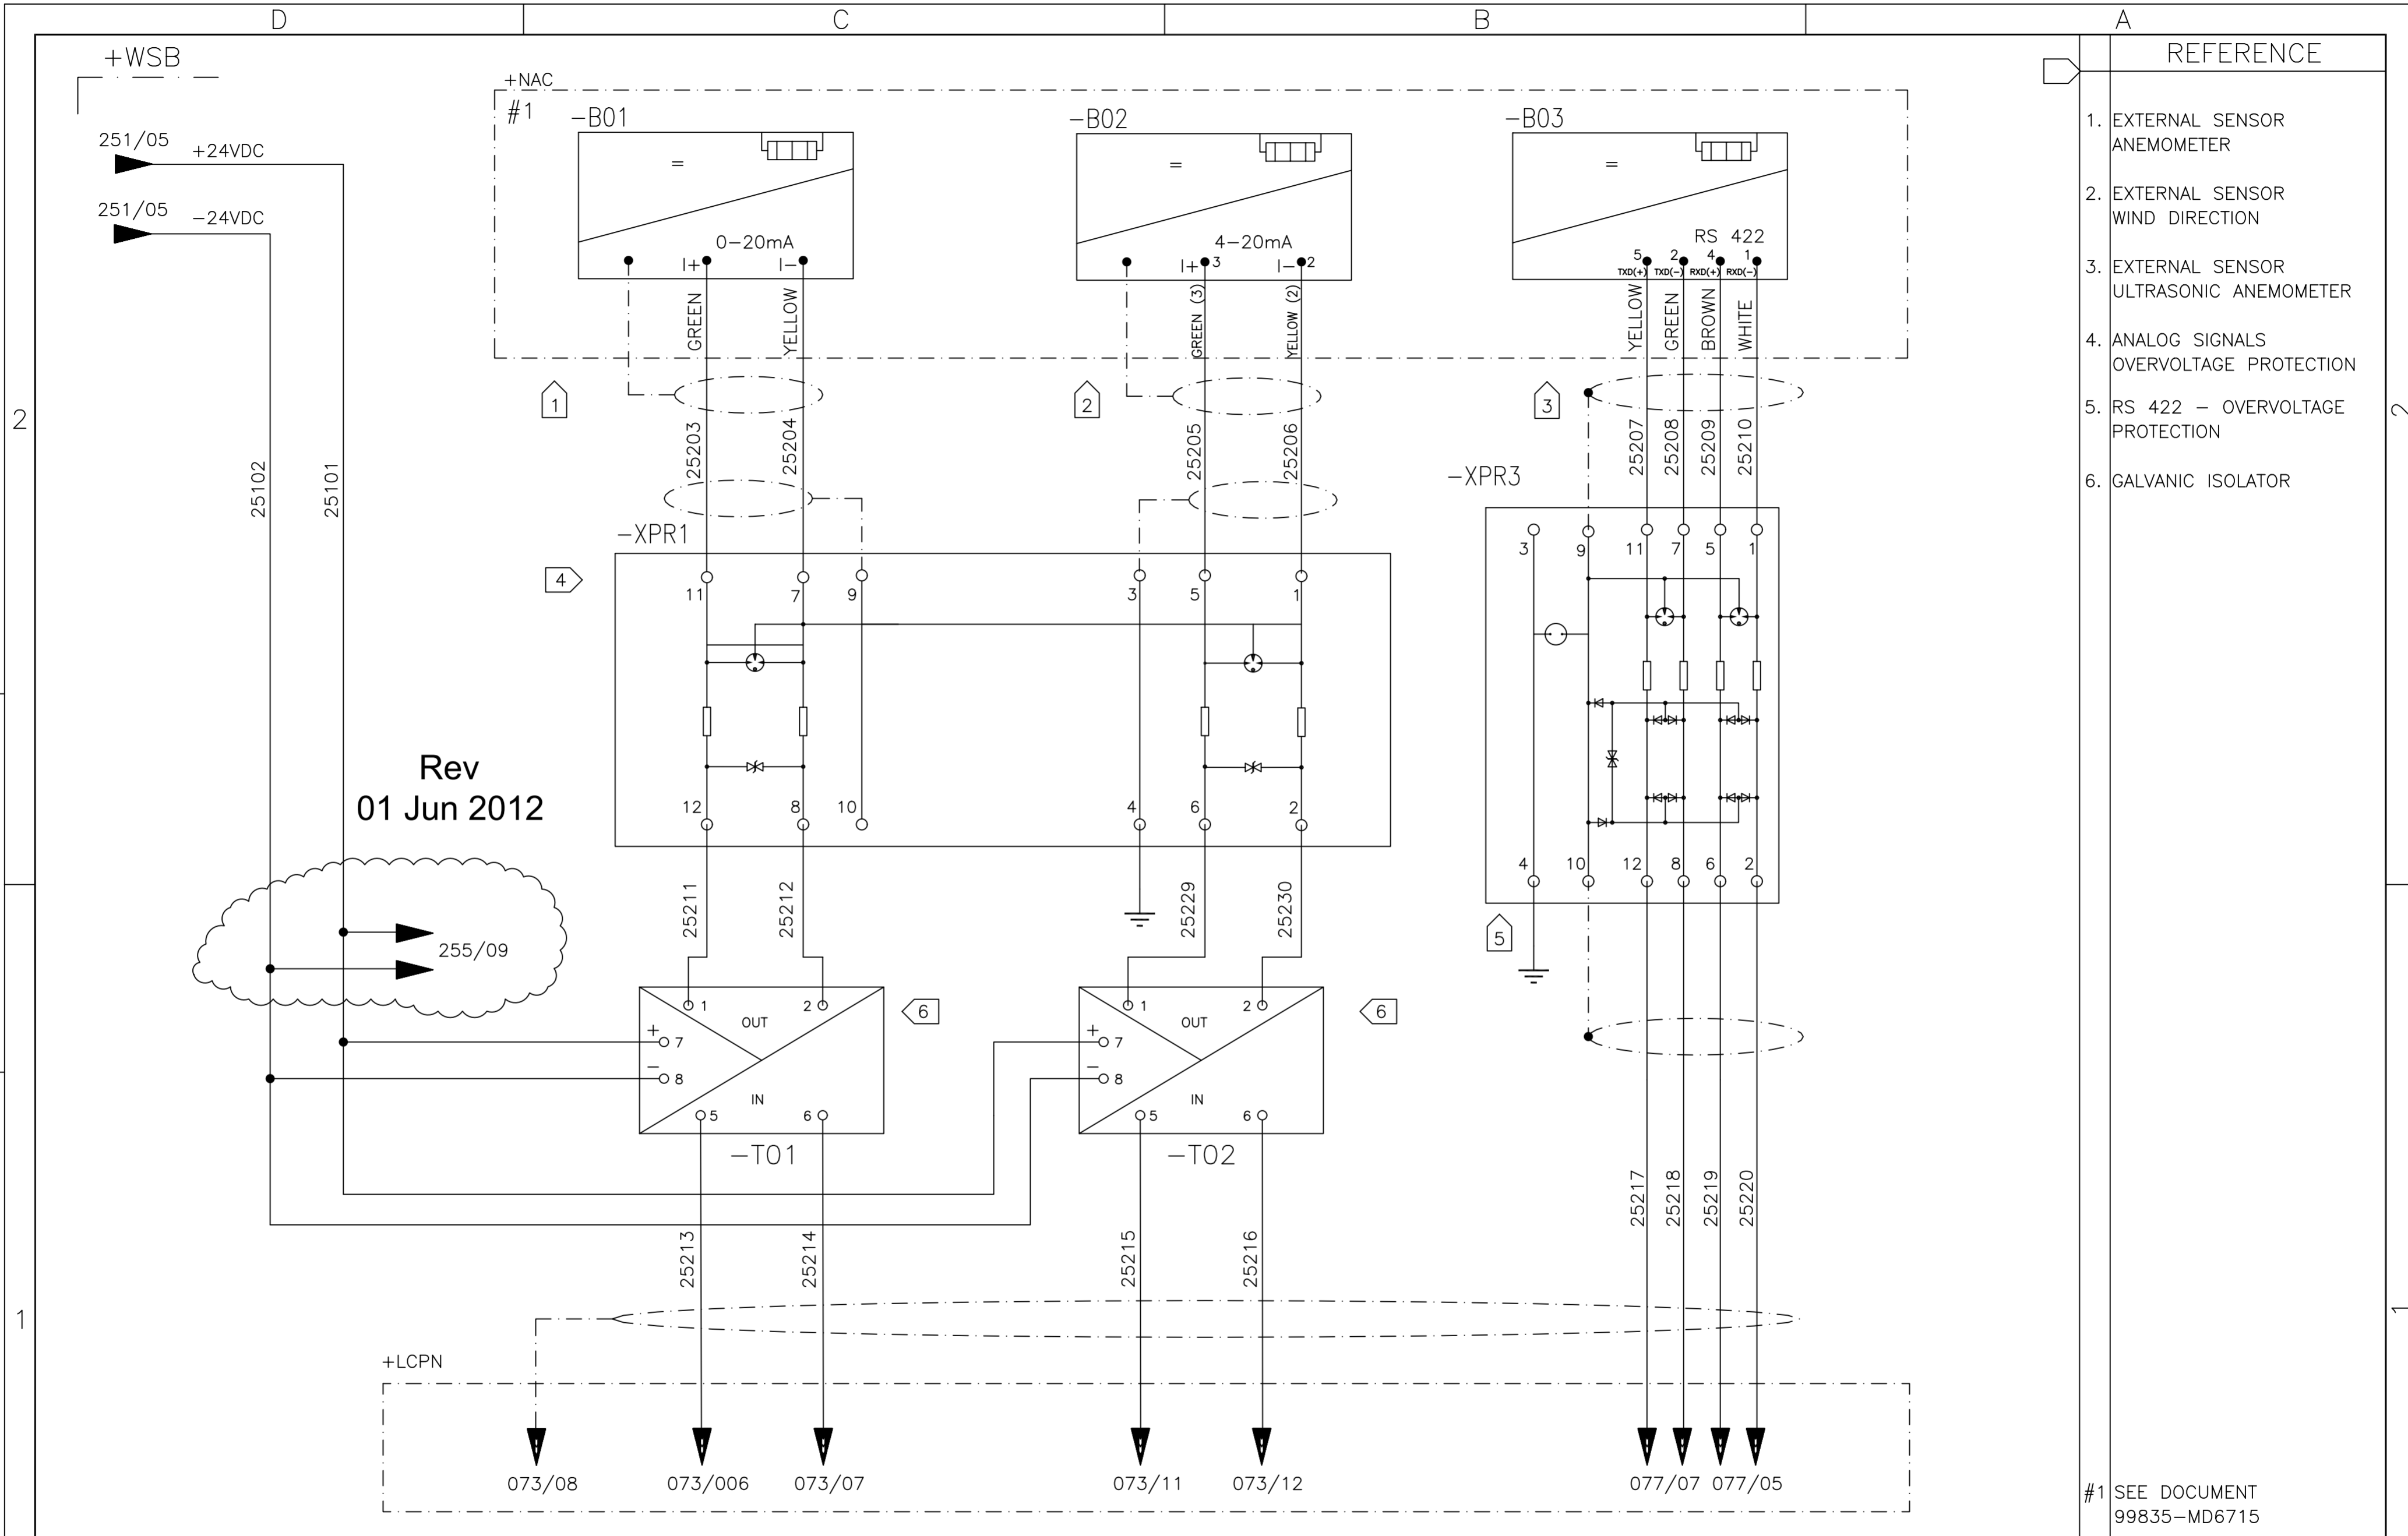 D C B A
+WSB
REFERENCE
+NAC
#1
-B01
-B02
-B03
251/05 +24VDC
251/05 -24VDC
= = =
0-20mA
I+ I-
4-20mA
I+ 3 I- 2
RS 422
5 2 4 1
TXD(+) TXD(-) RXD(+) RXD(-)
GREEN YELLOW
GREEN (3) YELLOW (2)
YELLOW GREEN BROWN WHITE
1. EXTERNAL SENSOR
ANEMOMETER
2. EXTERNAL SENSOR
WIND DIRECTION
3. EXTERNAL SENSOR
ULTRASONIC ANEMOMETER
4. ANALOG SIGNALS
OVERVOLTAGE PROTECTION
5. RS 422 - OVERVOLTAGE
PROTECTION
6. GALVANIC ISOLATOR
1 2 3
2 2
25102 25101
25203 25204
25205 25206
25207 25208 25209 25210
-XPR1
-XPR3
4
11 7 9 3 5 1
3 9 11 7 5 1
Rev
01 Jun 2012
12 8 10 4 6 2
4 10 12 8 6 2
25211 25212
25229 25230
5
255/09
1 2
OUT
+ 7
- 8
IN
5 6
6
-T01
1 2
OUT
+ 7
- 8
IN
5 6
6
-T02
25213 25214
25215 25216
25217 25218 25219 25220
1 1
+LCPN
073/08 073/006 073/07 073/11 073/12 077/07 077/05
#1 SEE DOCUMENT
99835-MD6715